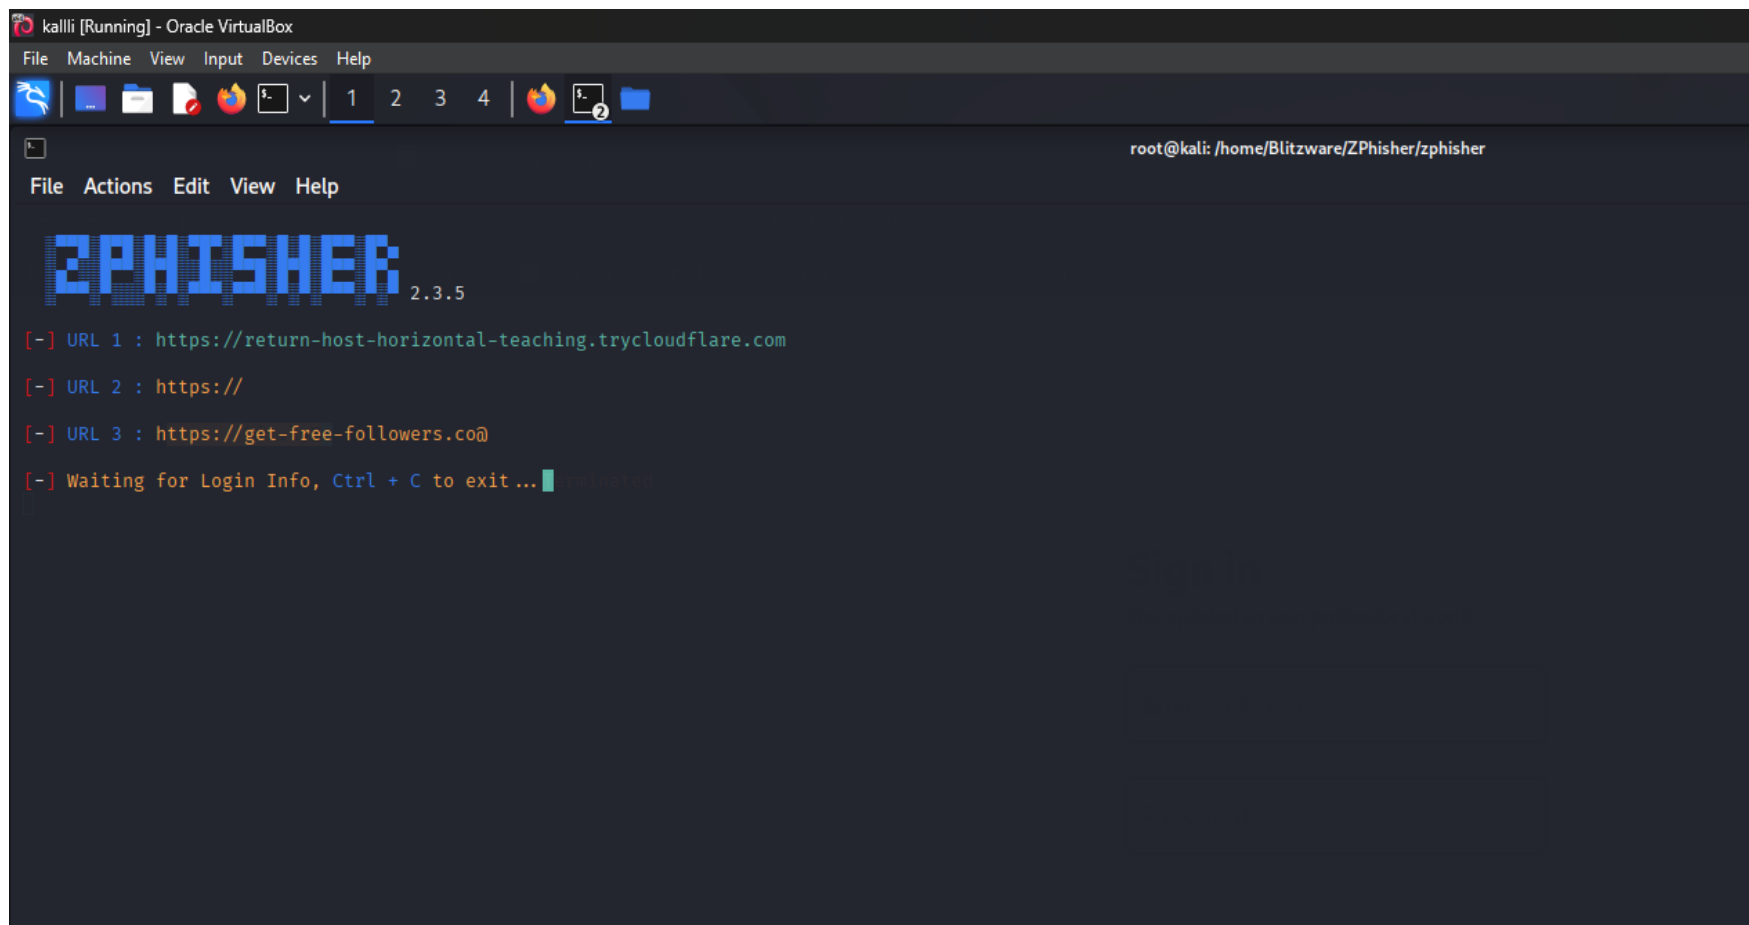 kallli [Running] - Oracle VirtualBox
File Machine View Input Devices Help
1 2 3 4 2
root@kali: /home/Blitzware/ZPhisher/zphisher
File Actions Edit View Help
ZPHISHER 2.3.5
[-] URL 1 : https://return-host-horizontal-teaching.trycloudflare.com
[-] URL 2 : https://
[-] URL 3 : https://get-free-followers.co@
[-] Waiting for Login Info, Ctrl + C to exit...